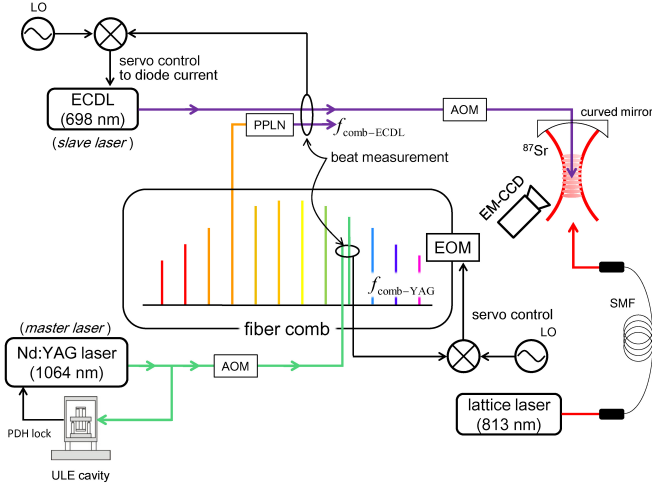 LO
servo control
to diode current
ECDL
(698 nm)
(slave laser)
PPLN
f comb−ECDL
AOM
curved mirror
87Sr
EM-CCD
beat measurement
EOM
f comb−YAG
fiber comb
servo control
LO
SMF
(master laser)
Nd:YAG laser
(1064 nm)
AOM
PDH lock
ULE cavity
lattice laser
(813 nm)